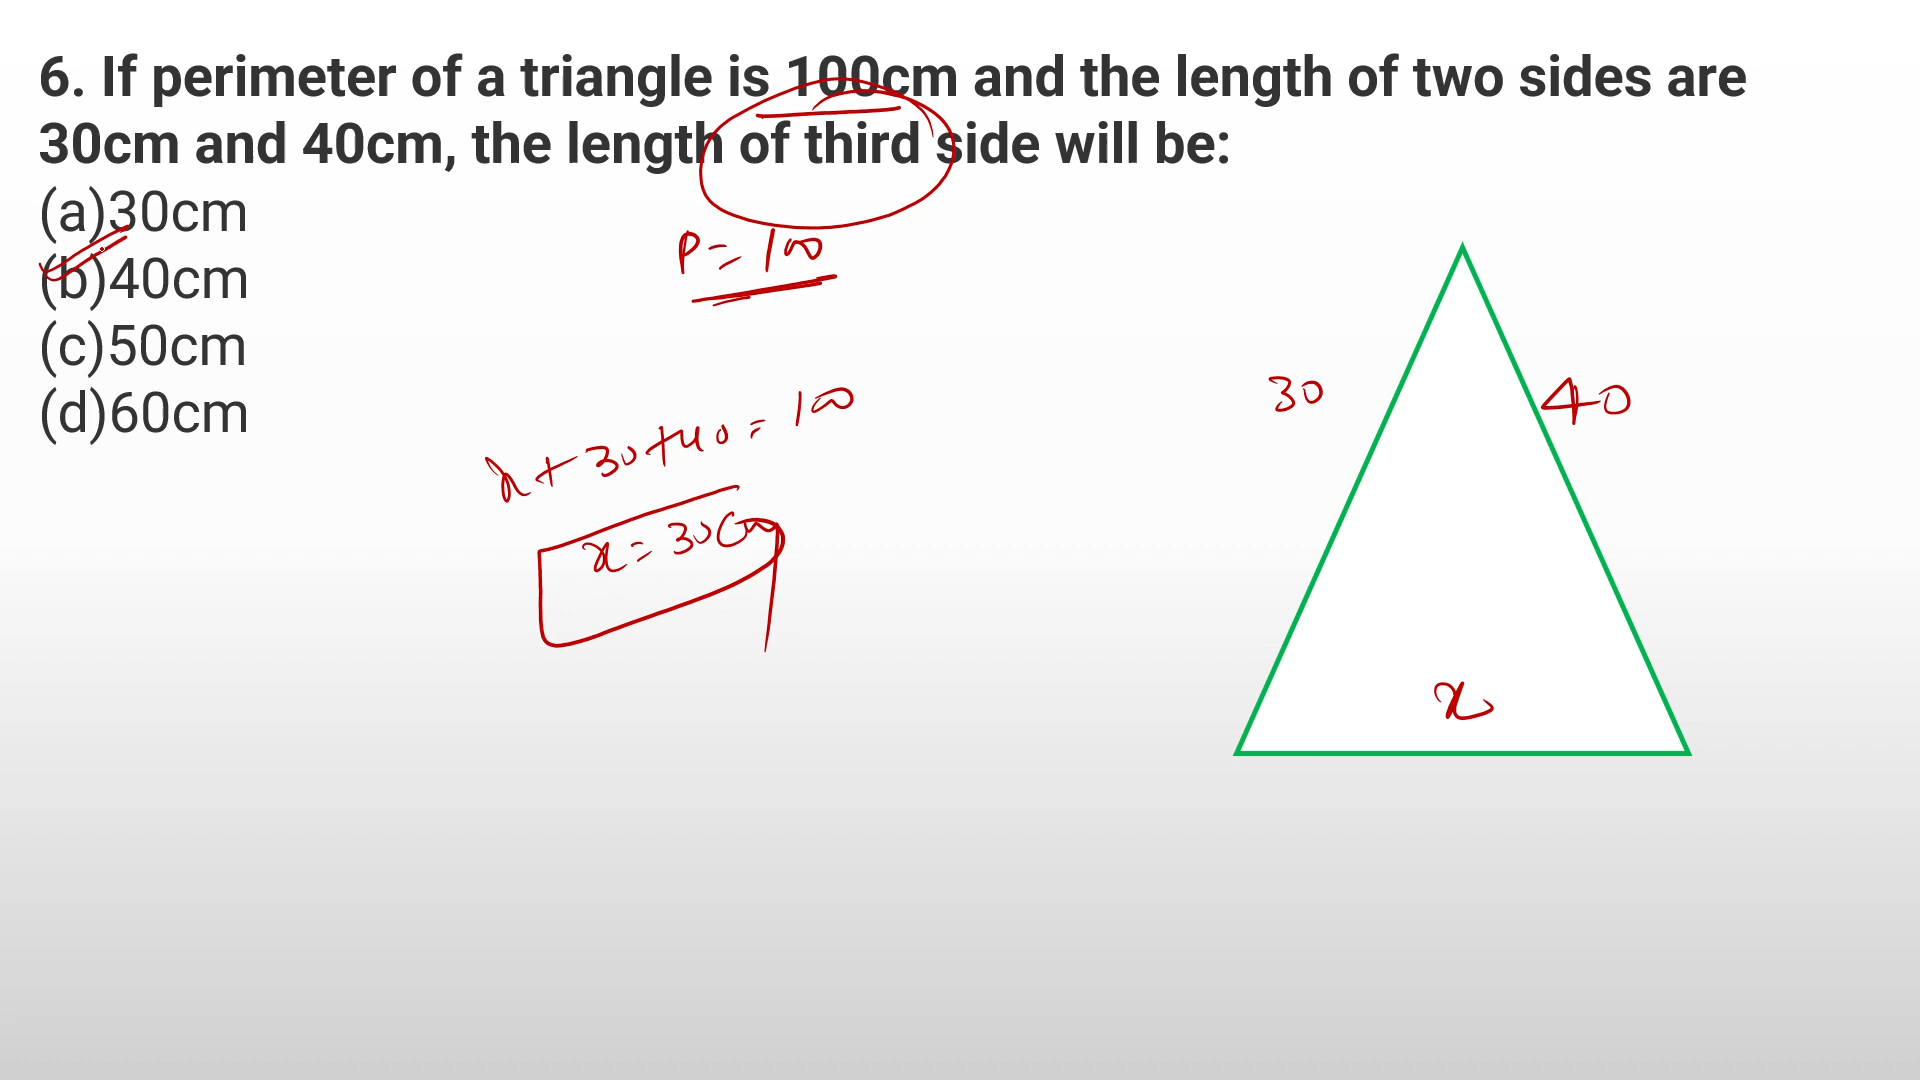 6. If perimeter of a triangle is 100cm and the length of two sides are
30cm and 40cm, the length of third side will be:
(a)30cm
(b)40cm
(c)50cm
(d)60cm
P = 100
x + 30 + 40 = 100
x = 30cm
30
40
x